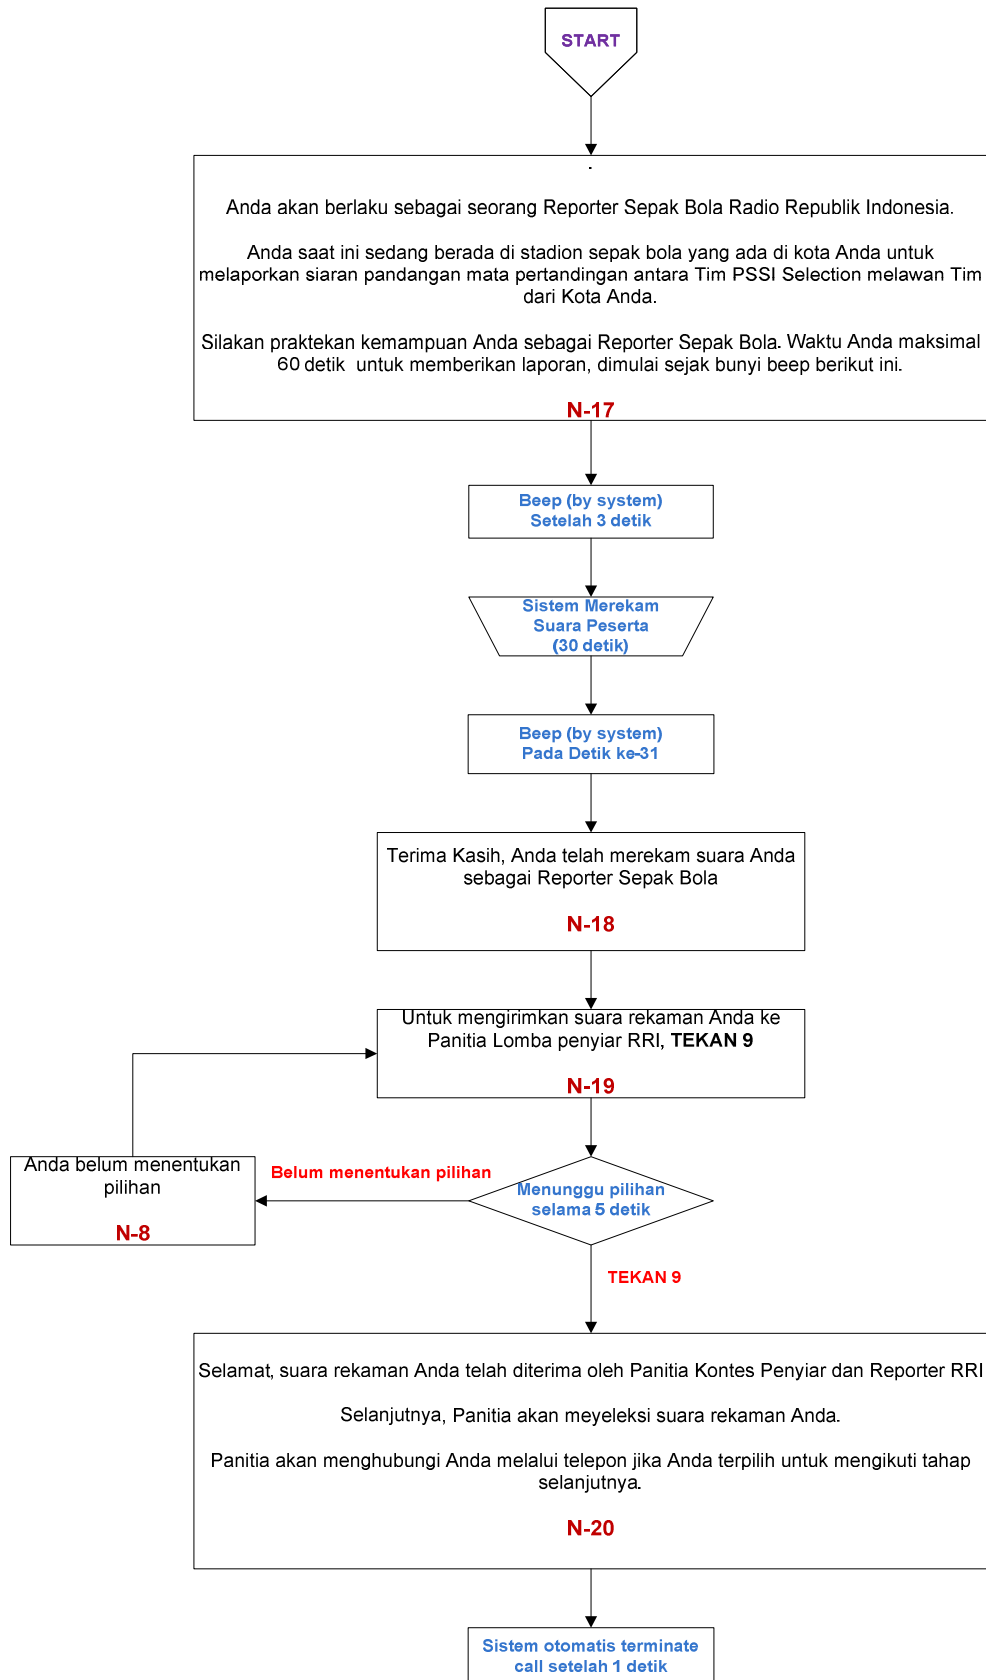 START
.
Anda akan berlaku sebagai seorang Reporter Sepak Bola Radio Republik Indonesia.
Anda saat ini sedang berada di stadion sepak bola yang ada di kota Anda untuk
melaporkan siaran pandangan mata pertandingan antara Tim PSSI Selection melawan Tim
dari Kota Anda.
Silakan praktekan kemampuan Anda sebagai Reporter Sepak Bola. Waktu Anda maksimal
60 detik untuk memberikan laporan, dimulai sejak bunyi beep berikut ini.
N-17
Beep (by system)
Setelah 3 detik
Sistem Merekam
Suara Peserta
(30 detik)
Beep (by system)
Pada Detik ke-31
Terima Kasih, Anda telah merekam suara Anda
sebagai Reporter Sepak Bola
N-18
Untuk mengirimkan suara rekaman Anda ke
Panitia Lomba penyiar RRI, TEKAN 9
N-19
Anda belum menentukan
pilihan
N-8
Belum menentukan pilihan
Menunggu pilihan
selama 5 detik
TEKAN 9
Selamat, suara rekaman Anda telah diterima oleh Panitia Kontes Penyiar dan Reporter RRI
Selanjutnya, Panitia akan meyeleksi suara rekaman Anda.
Panitia akan menghubungi Anda melalui telepon jika Anda terpilih untuk mengikuti tahap
selanjutnya.
N-20
Sistem otomatis terminate
call setelah 1 detik